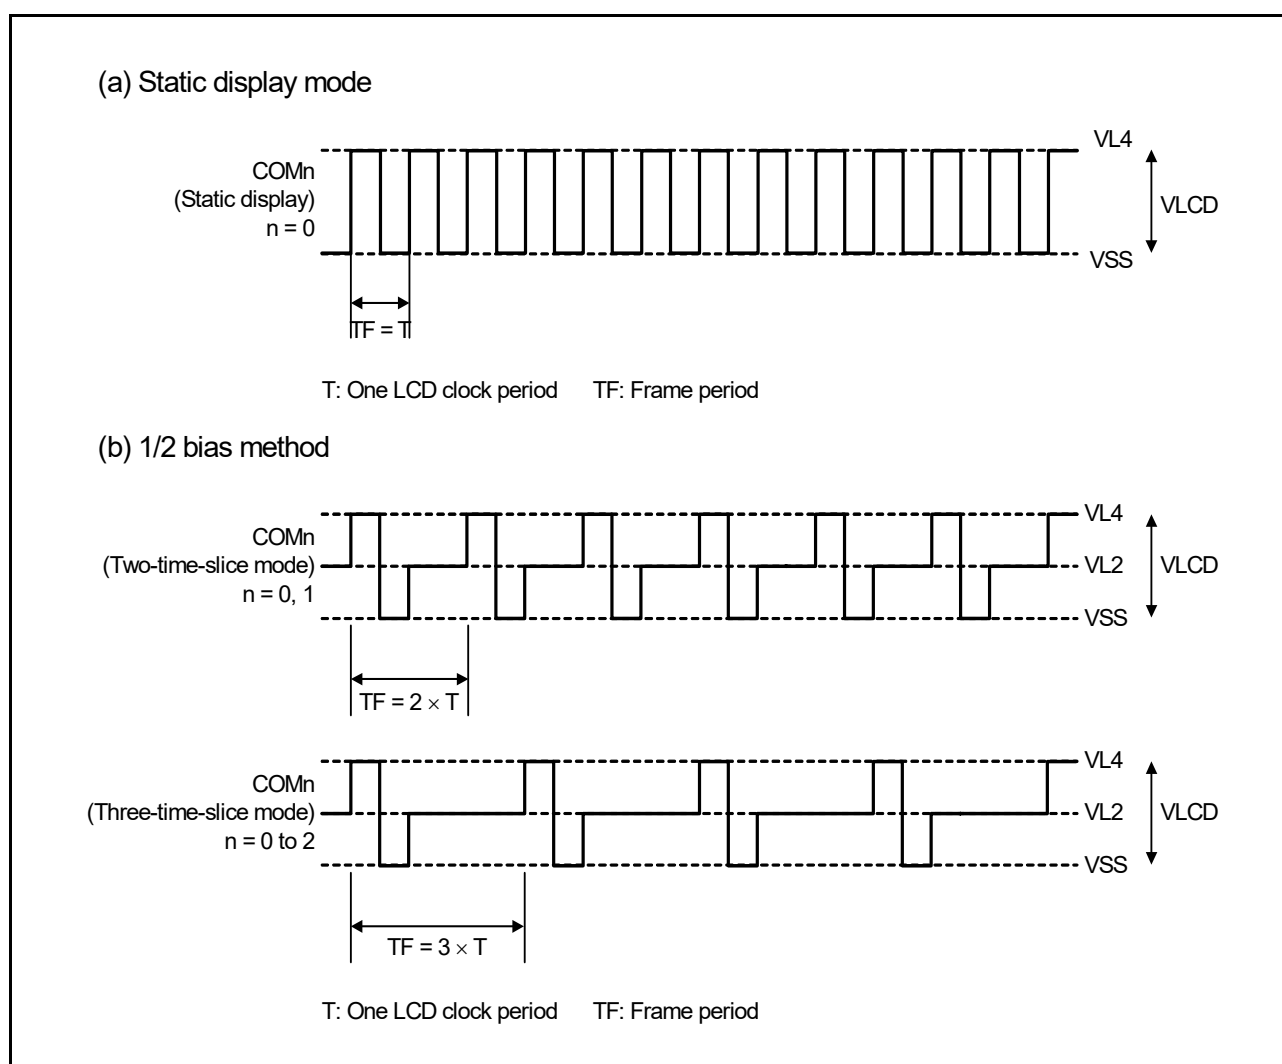 (a) Static display mode
COMn
(Static display)
n = 0
VL4
VLCD
VSS
TF = T
T: One LCD clock period TF: Frame period
(b) 1/2 bias method
COMn
(Two-time-slice mode)
n = 0, 1
VL4
VL2
VLCD
VSS
TF = 2 × T
COMn
(Three-time-slice mode)
n = 0 to 2
VL4
VL2
VLCD
VSS
TF = 3 × T
T: One LCD clock period TF: Frame period